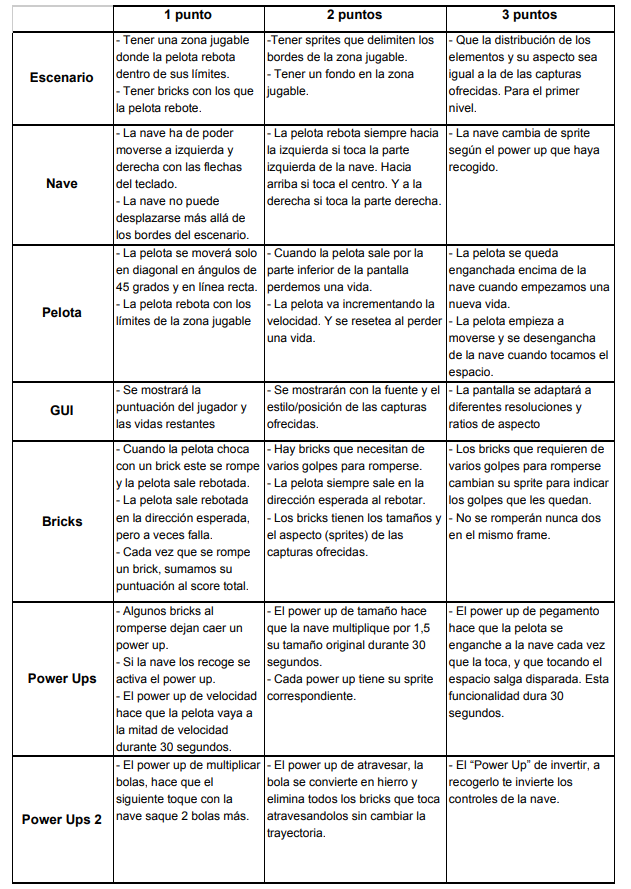 1 punto
2 puntos
3 puntos
Escenario
- Tener una zona jugable
donde la pelota rebota
dentro de sus límites.
- Tener bricks con los que
la pelota rebote.
-Tener sprites que delimiten los
bordes de la zona jugable.
- Tener un fondo en la zona
jugable.
- Que la distribución de los
elementos y su aspecto sea
igual a la de las capturas
ofrecidas. Para el primer
nivel.
Nave
- La nave ha de poder
moverse a izquierda y
derecha con las flechas
del teclado.
- La nave no puede
desplazarse más allá de
los bordes del escenario.
- La pelota rebota siempre hacia
la izquierda si toca la parte
izquierda de la nave. Hacia
arriba si toca el centro. Y a la
derecha si toca la parte derecha.
- La nave cambia de sprite
según el power up que haya
recogido.
Pelota
- La pelota se moverá solo
en diagonal en ángulos de
45 grados y en línea recta.
- La pelota rebota con los
límites de la zona jugable
- Cuando la pelota sale por la
parte inferior de la pantalla
perdemos una vida.
- La pelota va incrementando la
velocidad. Y se resetea al perder
una vida.
- La pelota se queda
enganchada encima de la
nave cuando empezamos una
nueva vida.
- La pelota empieza a
moverse y se desengancha
de la nave cuando tocamos el
espacio.
GUI
- Se mostrará la
puntuación del jugador y
las vidas restantes
- Se mostrarán con la fuente y el
estilo/posición de las capturas
ofrecidas.
- La pantalla se adaptará a
diferentes resoluciones y
ratios de aspecto
Bricks
- Cuando la pelota choca
con un brick este se rompe
y la pelota sale rebotada.
- La pelota sale rebotada
en la dirección esperada,
pero a veces falla.
- Cada vez que se rompe
un brick, sumamos su
puntuación al score total.
- Hay bricks que necesitan de
varios golpes para romperse.
- La pelota siempre sale en la
dirección esperada al rebotar.
- Los bricks tienen los tamaños y
el aspecto (sprites) de las
capturas ofrecidas.
- Los bricks que requieren de
varios golpes para romperse
cambian su sprite para indicar
los golpes que les quedan.
- No se romperán nunca dos
en el mismo frame.
Power Ups
- Algunos bricks al
romperse dejan caer un
power up.
- Si la nave los recoge se
activa el power up.
- El power up de velocidad
hace que la pelota vaya a
la mitad de velocidad
durante 30 segundos.
- El power up de tamaño hace
que la nave multiplique por 1,5
su tamaño original durante 30
segundos.
- Cada power up tiene su sprite
correspondiente.
- El power up de pegamento
hace que la pelota se
enganche a la nave cada vez
que la toca, y que tocando el
espacio salga disparada. Esta
funcionalidad dura 30
segundos.
Power Ups 2
- El power up de multiplicar
bolas, hace que el
siguiente toque con la
nave saque 2 bolas más.
- El power up de atravesar, la
bola se convierte en hierro y
elimina todos los bricks que toca
atravesandolos sin cambiar la
trayectoria.
- El “Power Up” de invertir, a
recogerlo te invierte los
controles de la nave.